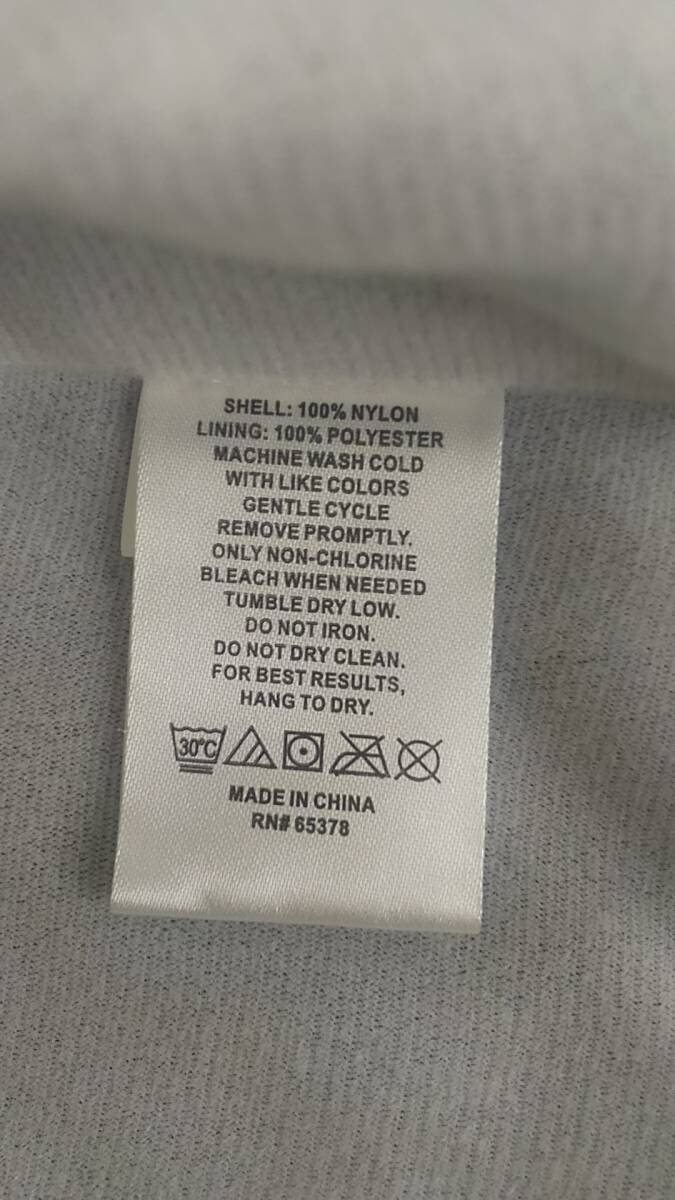 SHELL: 100% NYLON
LINING: 100% POLYESTER
MACHINE WASH COLD
WITH LIKE COLORS
GENTLE CYCLE
REMOVE PROMPTLY.
ONLY NON-CHLORINE
BLEACH WHEN NEEDED
TUMBLE DRY LOW.
DO NOT IRON.
DO NOT DRY CLEAN.
FOR BEST RESULTS,
HANG TO DRY.
30°C
MADE IN CHINA
RN# 65378